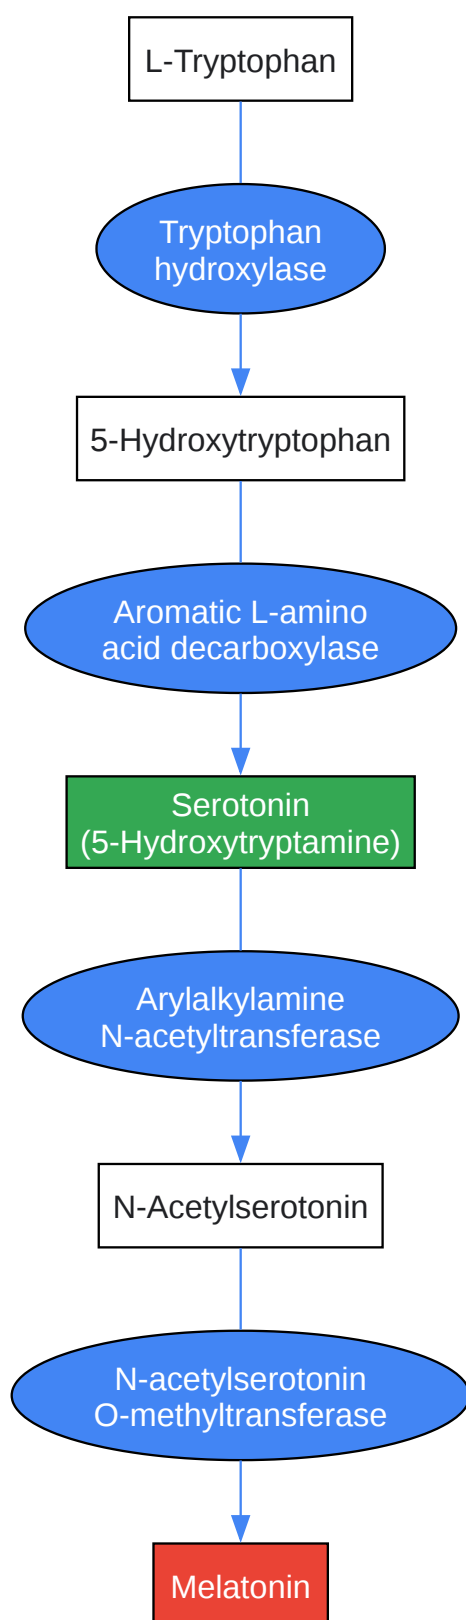 L-Tryptophan
Tryptophan
hydroxylase
5-Hydroxytryptophan
Aromatic L-amino
acid decarboxylase
Serotonin
(5-Hydroxytryptamine)
Arylalkylamine
N-acetyltransferase
N-Acetylserotonin
N-acetylserotonin
O-methyltransferase
Melatonin